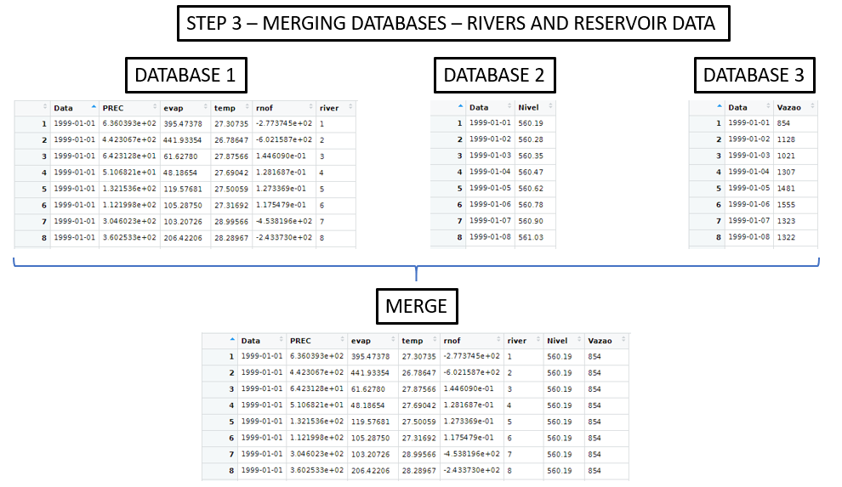 STEP 3 – MERGING DATABASES – RIVERS AND RESERVOIR DATA
DATABASE 1
DATABASE 2
DATABASE 3
Data PREC evap temp rnof river
1 1999-01-01 6.360393e+02 395.47378 27.30735 -2.773745e+02 1
2 1999-01-01 4.423067e+02 441.93354 26.78647 -6.021587e+02 2
3 1999-01-01 6.423128e+01 61.62780 27.87566 1.446090e-01 3
4 1999-01-01 5.106821e+01 48.18654 27.69042 1.281687e-01 4
5 1999-01-01 1.321536e+02 119.57681 27.50059 1.273369e-01 5
6 1999-01-01 1.121998e+02 105.28750 27.31692 1.175479e-01 6
7 1999-01-01 3.046023e+02 103.20726 28.99566 -4.538196e+02 7
8 1999-01-01 3.602533e+02 206.42206 28.28967 -2.433730e+02 8
Data Nivel
1 1999-01-01 560.19
2 1999-01-02 560.28
3 1999-01-03 560.35
4 1999-01-04 560.47
5 1999-01-05 560.62
6 1999-01-06 560.78
7 1999-01-07 560.90
8 1999-01-08 561.03
Data Vazao
1 1999-01-01 854
2 1999-01-02 1128
3 1999-01-03 1021
4 1999-01-04 1307
5 1999-01-05 1481
6 1999-01-06 1555
7 1999-01-07 1323
8 1999-01-08 1322
MERGE
Data PREC evap temp rnof river Nivel Vazao
1 1999-01-01 6.360393e+02 395.47378 27.30735 -2.773745e+02 1 560.19 854
2 1999-01-01 4.423067e+02 441.93354 26.78647 -6.021587e+02 2 560.19 854
3 1999-01-01 6.423128e+01 61.62780 27.87566 1.446090e-01 3 560.19 854
4 1999-01-01 5.106821e+01 48.18654 27.69042 1.281687e-01 4 560.19 854
5 1999-01-01 1.321536e+02 119.57681 27.50059 1.273369e-01 5 560.19 854
6 1999-01-01 1.121998e+02 105.28750 27.31692 1.175479e-01 6 560.19 854
7 1999-01-01 3.046023e+02 103.20726 28.99566 -4.538196e+02 7 560.19 854
8 1999-01-01 3.602533e+02 206.42206 28.28967 -2.433730e+02 8 560.19 854